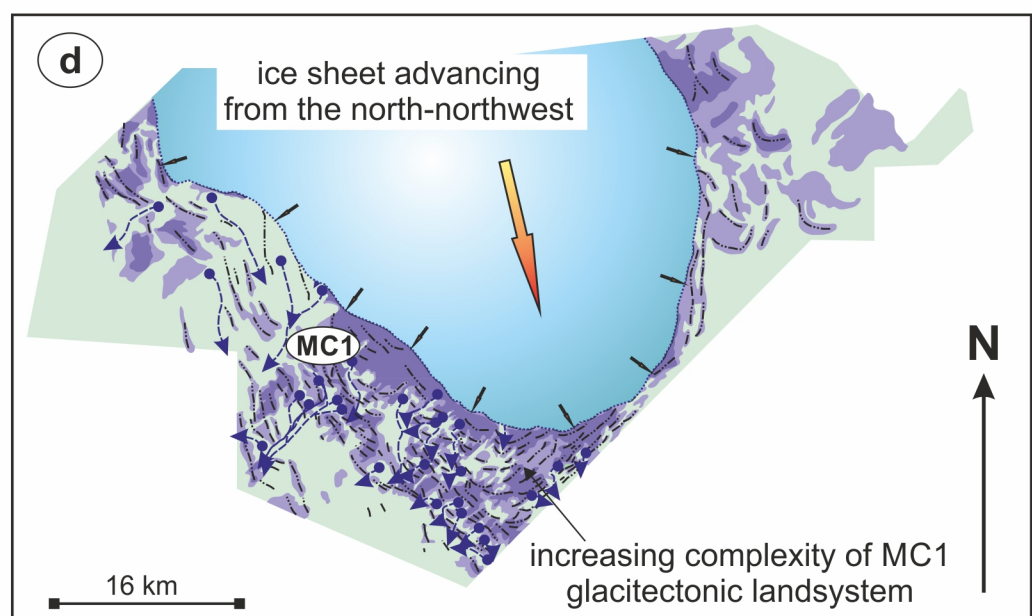 d
ice sheet advancing
from the north-northwest
MC1
N
increasing complexity of MC1
glacitectonic landsystem
16 km